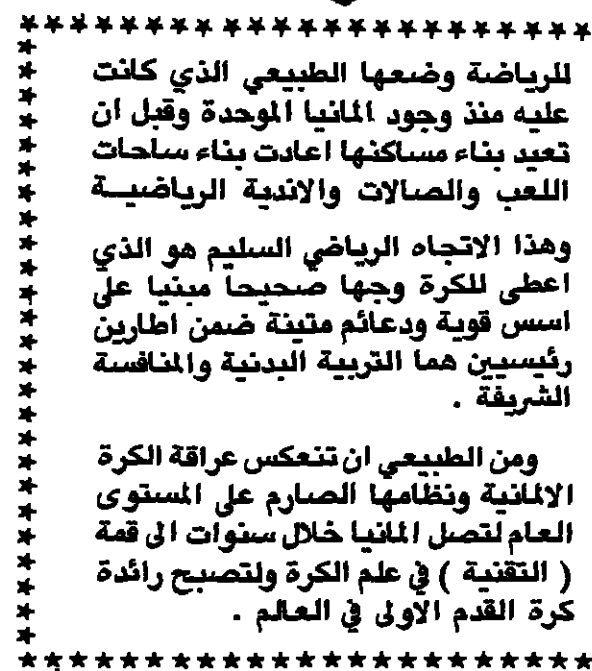 للرياضة وضعها الطبيعي الذي كانت
عليه منذ وجود المانيا الموحدة وقبل ان
تعيد بناء مساكنها اعادت بناء ساحات
اللعب والصالات والاندية الرياضيــة
وهذا الاتجاه الرياضي السليم هو الذي
اعطى للكرة وجها صحيحا مبنيا على
اسس قوية ودعائم متينة ضمن اطارين
رئيسيين هما التربية البدنية والمنافسة
الشريفة .
ومن الطبيعي ان تنعكس عراقة الكرة
الالمانية ونظامها الصارم على المستوى
العام لتصل المانيا خلال سنوات الى قمة
( التقنية ) في علم الكرة ولتصبح رائدة
كرة القدم الاولى في العالم .